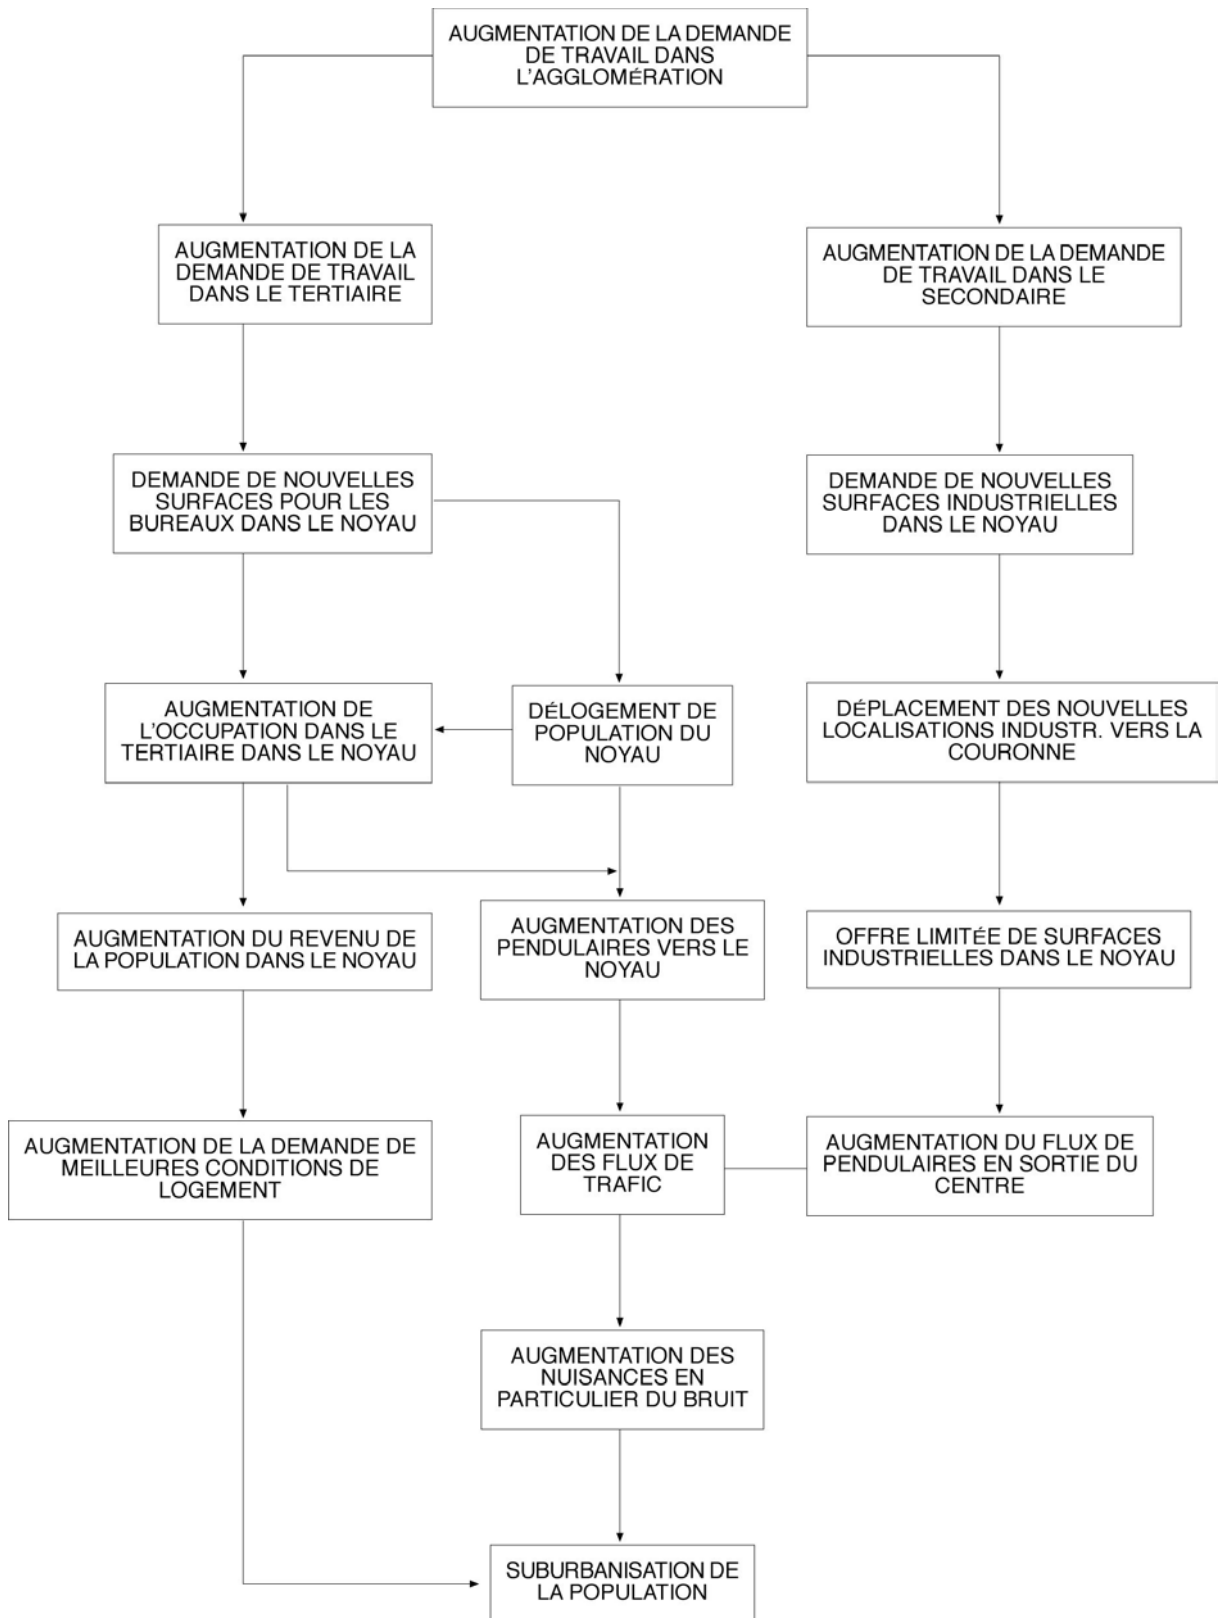 AUGMENTATION DE LA DEMANDE
DE TRAVAIL DANS
L'AGGLOMÉRATION
AUGMENTATION DE LA
DEMANDE DE TRAVAIL
DANS LE TERTIAIRE
AUGMENTATION DE LA DEMANDE
DE TRAVAIL DANS LE
SECONDAIRE
DEMANDE DE NOUVELLES
SURFACES POUR LES
BUREAUX DANS LE NOYAU
DEMANDE DE NOUVELLES
SURFACES INDUSTRIELLES
DANS LE NOYAU
AUGMENTATION DE
L'OCCUPATION DANS LE
TERTIAIRE DANS LE NOYAU
DÉLOGEMENT DE
POPULATION DU
NOYAU
DÉPLACEMENT DES NOUVELLES
LOCALISATIONS INDUSTR. VERS LA
COURONNE
AUGMENTATION DU REVENU DE
LA POPULATION DANS LE NOYAU
AUGMENTATION DES
PENDULAIRES VERS LE
NOYAU
OFFRE LIMITÉE DE SURFACES
INDUSTRIELLES DANS LE NOYAU
AUGMENTATION DE LA DEMANDE DE
MEILLEURES CONDITIONS DE
LOGEMENT
AUGMENTATION
DES FLUX DE
TRAFIC
AUGMENTATION DU FLUX DE
PENDULAIRES EN SORTIE DU
CENTRE
AUGMENTATION DES
NUISANCES EN
PARTICULIER DU BRUIT
SUBURBANISATION DE
LA POPULATION